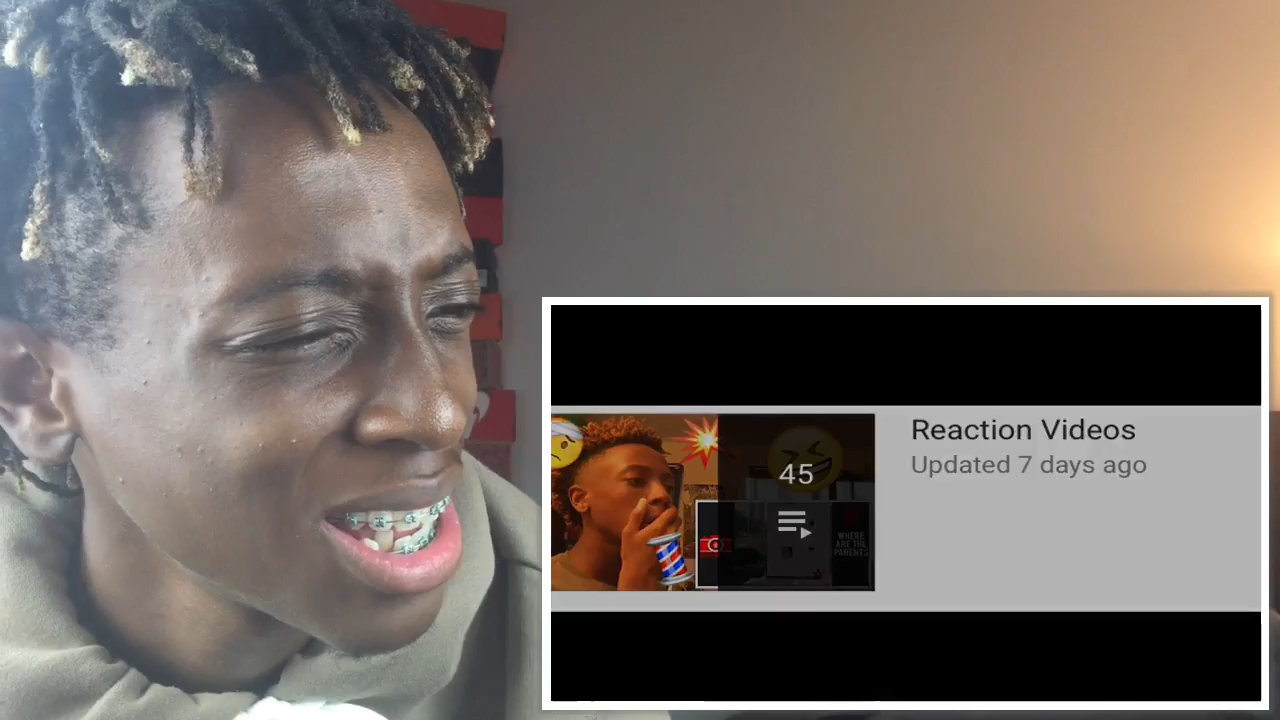 Reaction Videos
Updated 7 days ago
45
WHERE
ARE THE
PARENTS